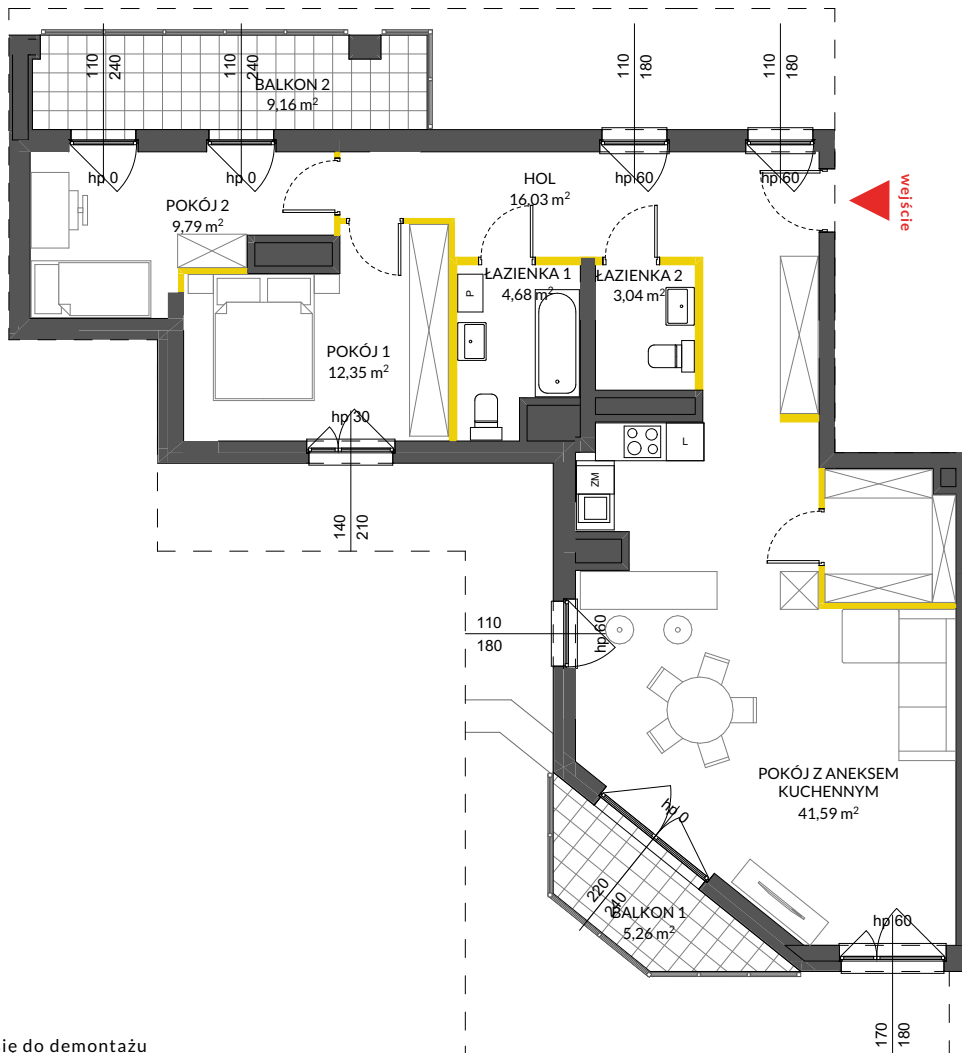 110
240
110
240
110
180
110
180
BALKON 2
9,16 m²
hp 0
hp 0
hp 60
hp 60
HOL
16,03 m²
wejście
POKÓJ 2
9,79 m²
ŁAZIENKA 1
4,68 m²
ŁAZIENKA 2
3,04 m²
P
POKÓJ 1
12,35 m²
hp 30
L
ZM
140
210
110
180
hp 60
POKÓJ Z ANEKSEM
KUCHENNYM
41,59 m²
hp 0
220
240
BALKON 1
5,26 m²
hp 60
170
180
ie do demontażu